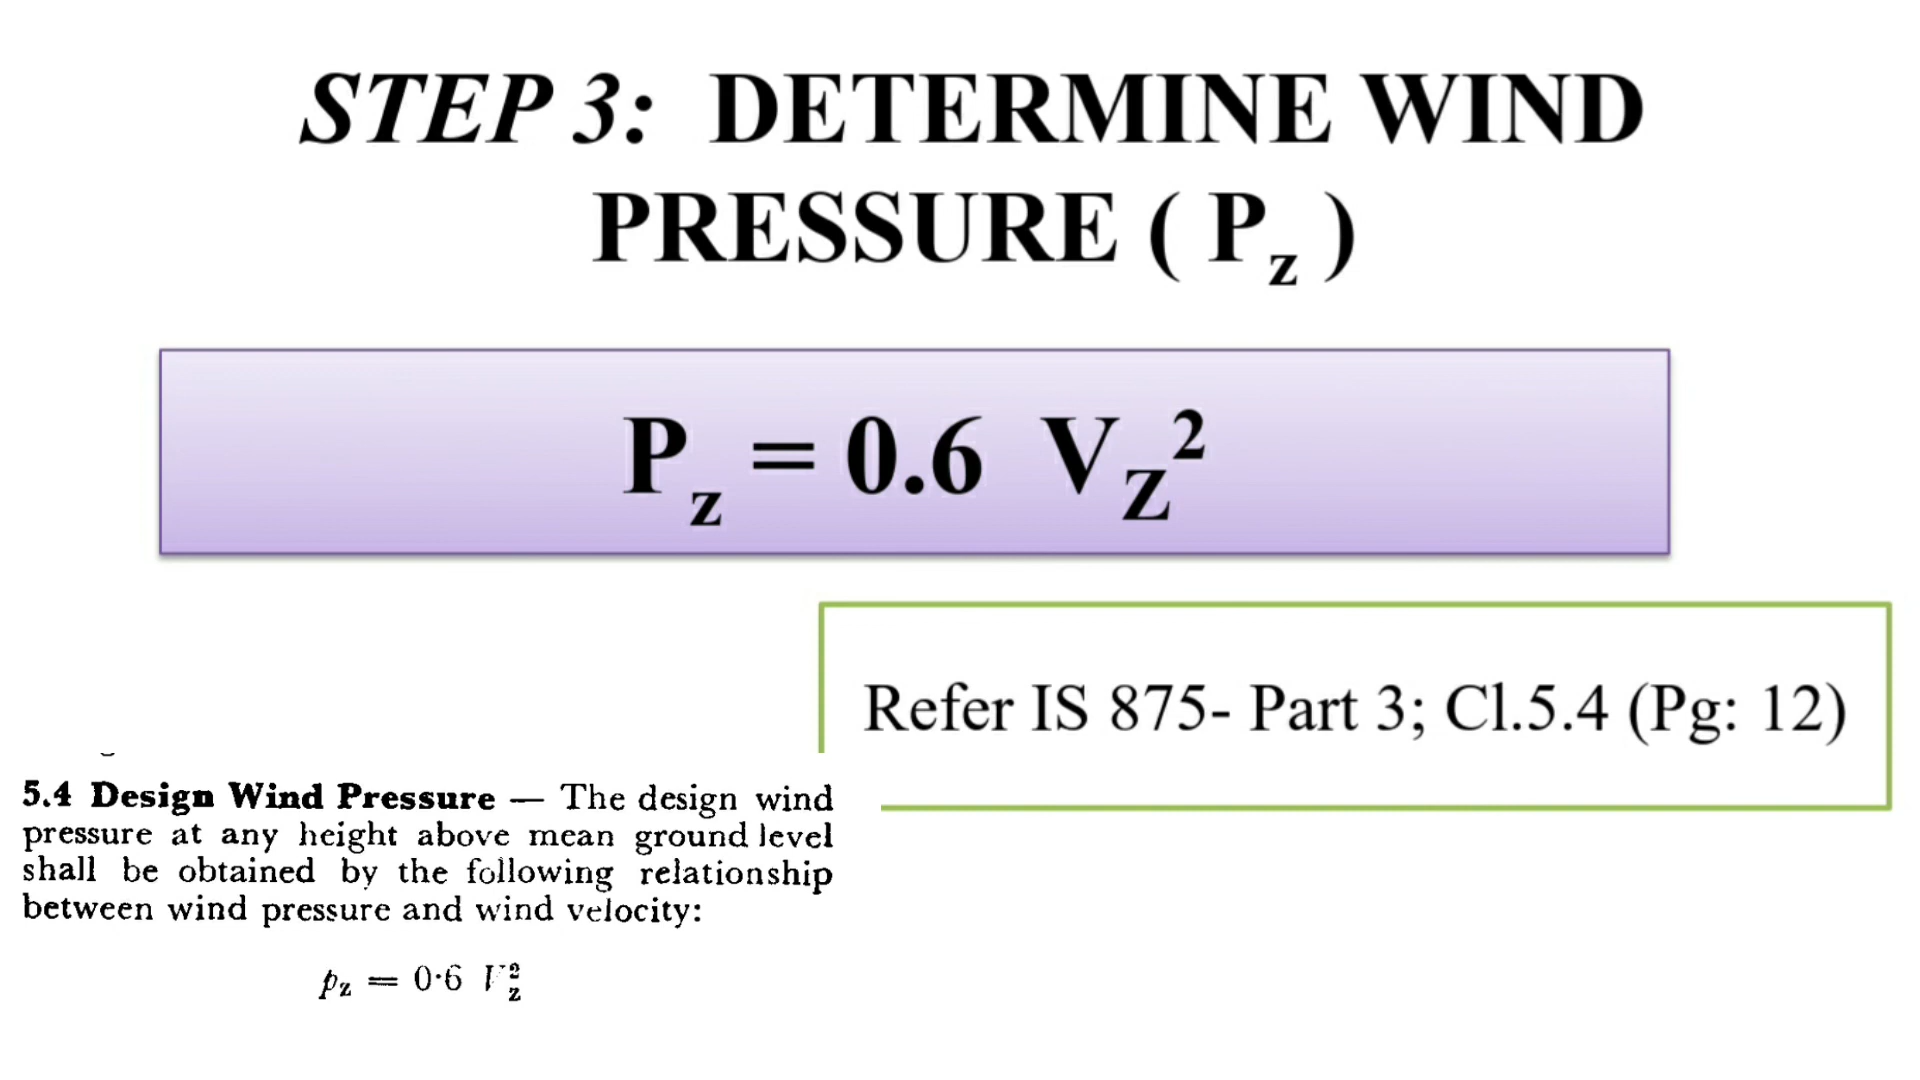 STEP 3: DETERMINE WIND
PRESSURE ( Pz )
Pz = 0.6 VZ²
Refer IS 875- Part 3; Cl.5.4 (Pg: 12)
5.4 Design Wind Pressure — The design wind
pressure at any height above mean ground level
shall be obtained by the following relationship
between wind pressure and wind velocity:
pz = 0·6 V²z